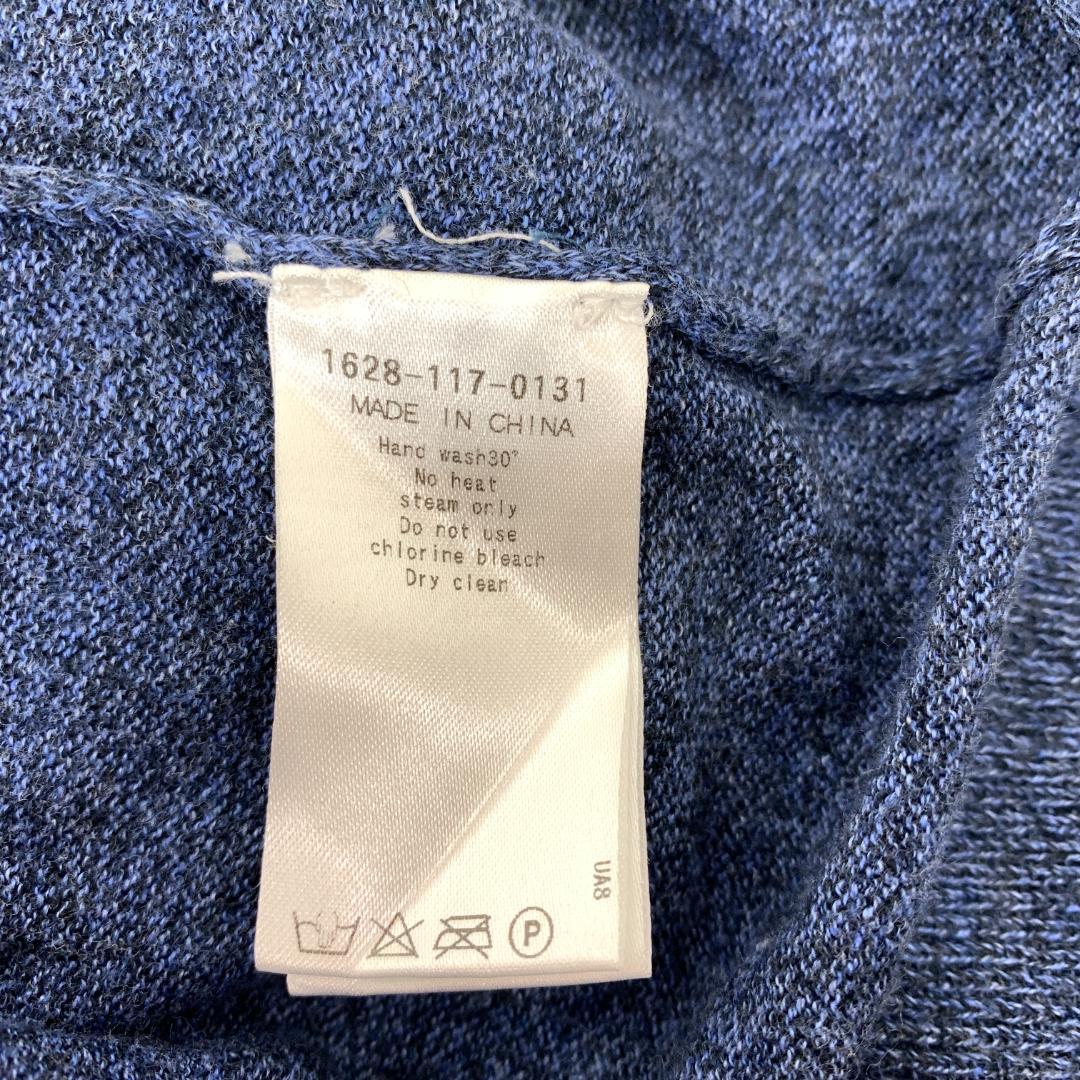 1628-117-0131
MADE IN CHINA
Hand wash30°
No heat
steam only
Do not use
chlorine bleach
Dry clean
UA8
P